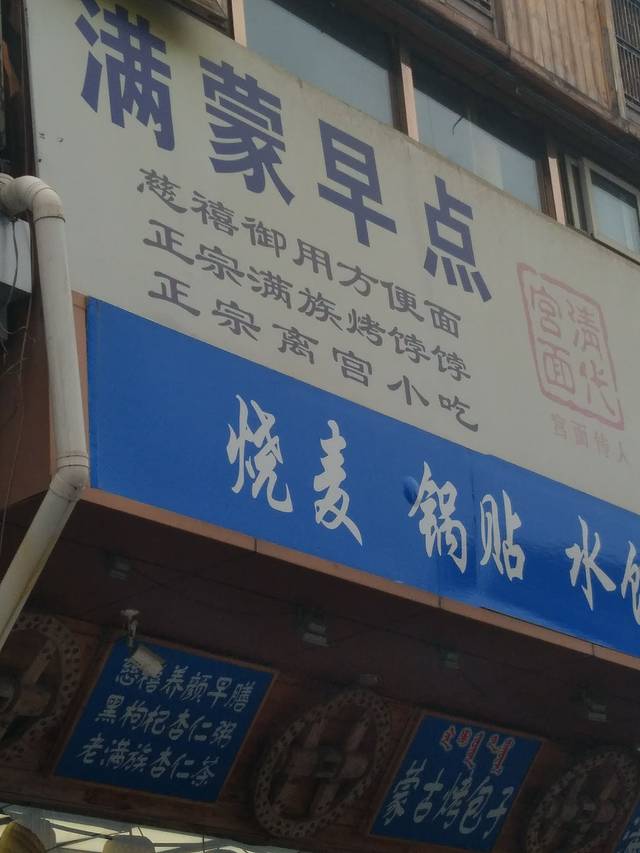 满蒙早点
慈禧御用方便面
正宗满族烤饽饽
正宗离宫小吃
清代
宫面
宫面传人
烧麦 锅贴 水
慈禧养颜早膳
黑枸杞杏仁粥
老满族杏仁茶
蒙古烤包子